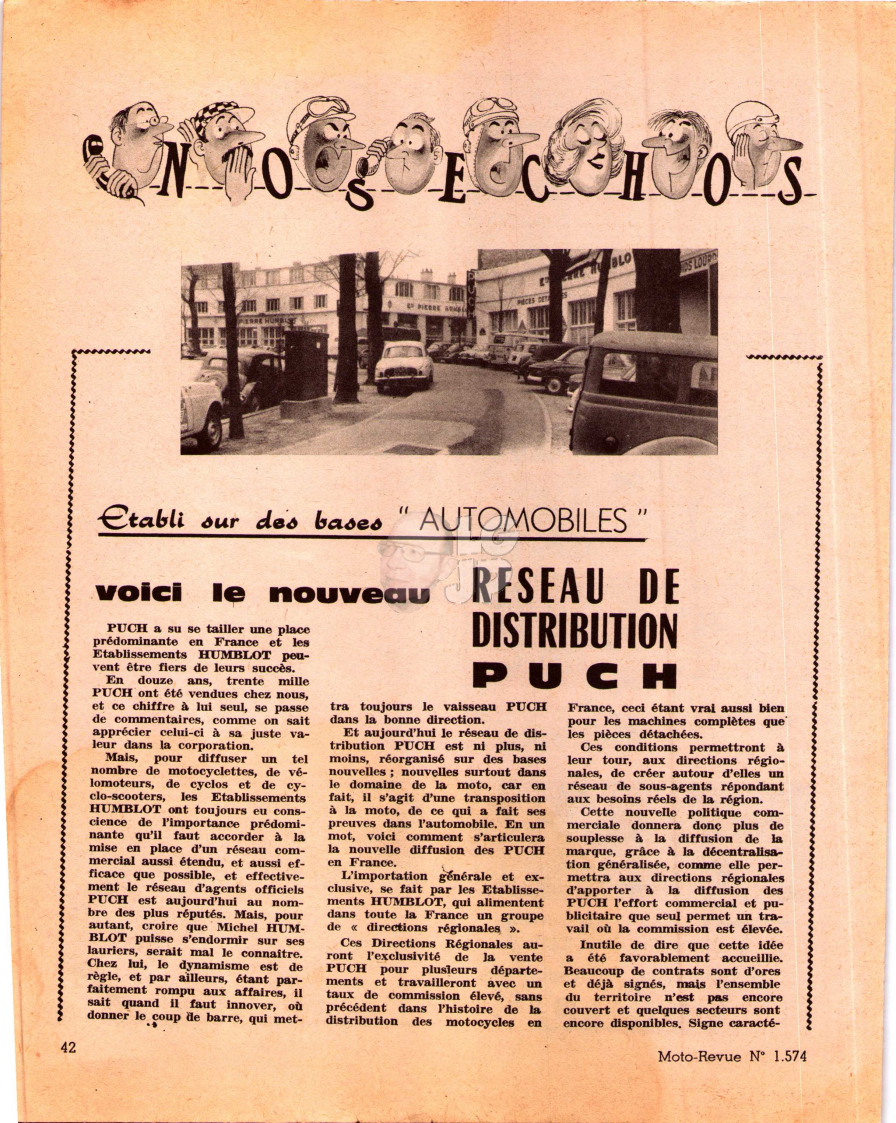 NOS ECHOS
Ets PIERRE HUMBLOT
PIECES DET
PIERRE HUMBLOT
Ets PIERRE HUMBLOT
Etabli sur des bases " AUTOMOBILES "
LG
JP
voici le nouveau RESEAU DE
DISTRIBUTION
PUCH
PUCH a su se tailler une place
prédominante en France et les
Etablissements HUMBLOT peu-
vent être fiers de leurs succès.
En douze ans, trente mille
PUCH ont été vendues chez nous,
et ce chiffre à lui seul, se passe
de commentaires, comme on sait
apprécier celui-ci à sa juste va-
leur dans la corporation.
Mais, pour diffuser un tel
nombre de motocyclettes, de vé-
lomoteurs, de cyclos et de cy-
clo-scooters, les Etablissements
HUMBLOT ont toujours eu cons-
cience de l'importance prédomi-
nante qu'il faut accorder à la
mise en place d'un réseau com-
mercial aussi étendu, et aussi ef-
ficace que possible, et effective-
ment le réseau d'agents officiels
PUCH est aujourd'hui au nom-
bre des plus réputés. Mais, pour
autant, croire que Michel HUM-
BLOT puisse s'endormir sur ses
lauriers, serait mal le connaitre.
Chez lui, le dynamisme est de
règle, et par ailleurs, étant par-
faitement rompu aux affaires, il
sait quand il faut innover, où
donner le coup de barre, qui met-
tra toujours le vaisseau PUCH
dans la bonne direction.
Et aujourd'hui le réseau de dis-
tribution PUCH est ni plus, ni
moins, réorganisé sur des bases
nouvelles ; nouvelles surtout dans
le domaine de la moto, car en
fait, il s'agit d'une transposition
à la moto, de ce qui a fait ses
preuves dans l'automobile. En un
mot, voici comment s'articulera
la nouvelle diffusion des PUCH
en France.
L'importation générale et ex-
clusive, se fait par les Etablisse-
ments HUMBLOT, qui alimentent
dans toute la France un groupe
de « directions régionales ».
Ces Directions Régionales au-
ront l'exclusivité de la vente
PUCH pour plusieurs départe-
ments et travailleront avec un
taux de commission élevé, sans
précédent dans l'histoire de la
distribution des motocycles en
France, ceci étant vrai aussi bien
pour les machines complètes que
les pièces détachées.
Ces conditions permettront à
leur tour, aux directions régio-
nales, de créer autour d'elles un
réseau de sous-agents répondant
aux besoins réels de la région.
Cette nouvelle politique com-
merciale donnera donc plus de
souplesse à la diffusion de la
marque, grâce à la décentralisa-
tion généralisée, comme elle per-
mettra aux directions régionales
d'apporter à la diffusion des
PUCH l'effort commercial et pu-
blicitaire que seul permet un tra-
vail où la commission est élevée.
Inutile de dire que cette idée
a été favorablement accueillie.
Beaucoup de contrats sont d'ores
et déjà signés, mais l'ensemble
du territoire n'est pas encore
couvert et quelques secteurs sont
encore disponibles. Signe caracté-
42
Moto-Revue N° 1.574